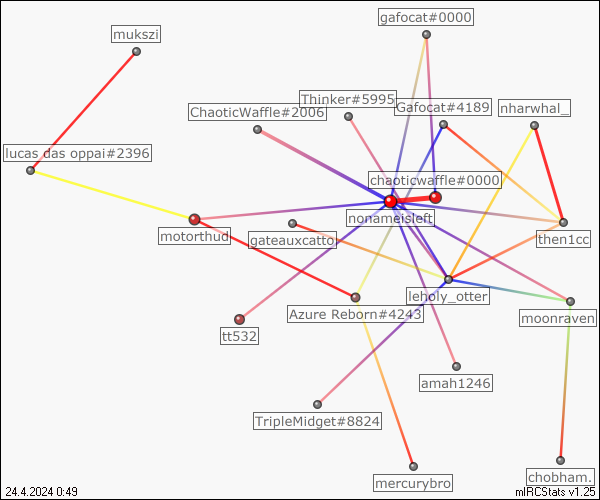 gafocat#0000
mukszi
Thinker#5995
ChaoticWaffle#2006
Gafocat#4189
nharwhal_
lucas das oppai#2396
chaoticwaffle#0000
nonameisleft
motorthud
gateauxcatto
then1cc
leholy_otter
Azure Reborn#4243
moonraven
tt532
amah1246
TripleMidget#8824
mercurybro
chobham.
24.4.2024 0:49
mIRCStats v1.25